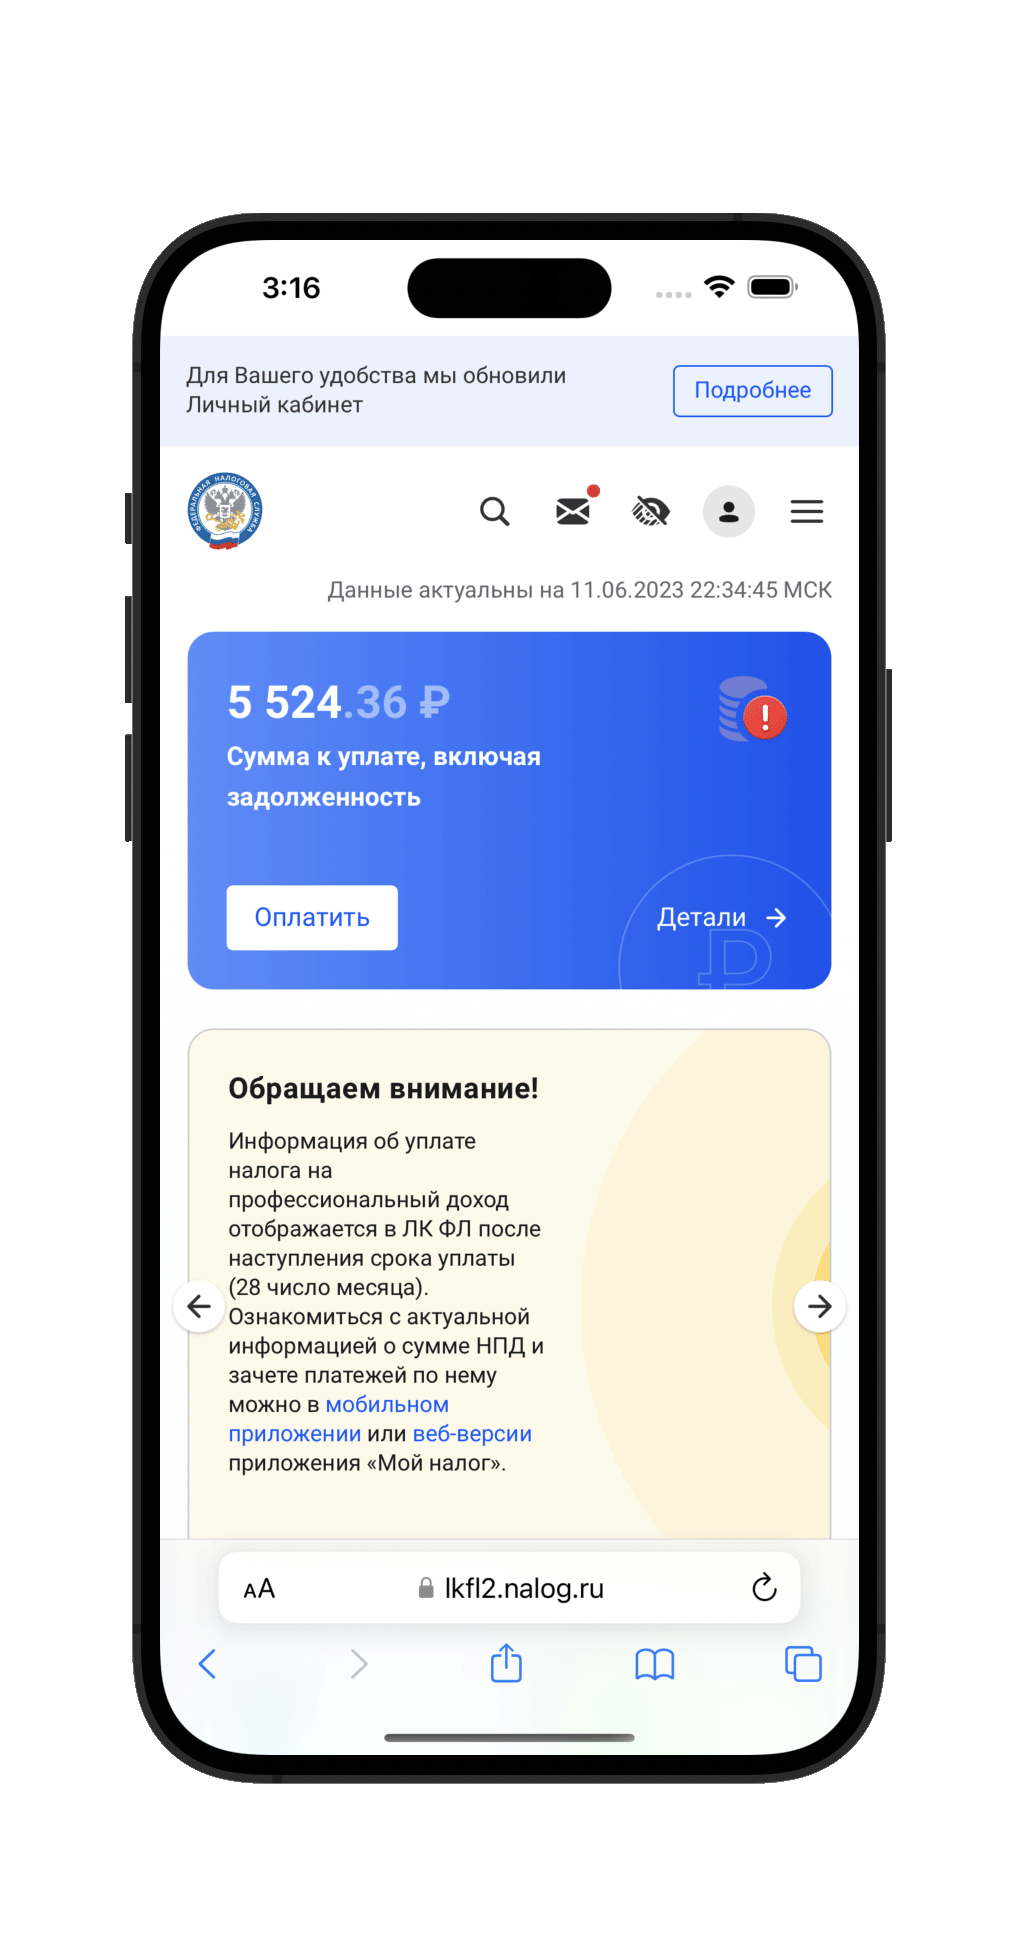 3:16
Для Вашего удобства мы обновили
Личный кабинет
Подробнее
ФЕДЕРАЛЬНАЯ НАЛОГОВАЯ СЛУЖБА
Данные актуальны на 11.06.2023 22:34:45 МСК
5 524.36 ₽
Сумма к уплате, включая
задолженность
Оплатить
Детали
Обращаем внимание!
Информация об уплате
налога на
профессиональный доход
отображается в ЛК ФЛ после
наступления срока уплаты
(28 число месяца).
Ознакомиться с актуальной
информацией о сумме НПД и
зачете платежей по нему
можно в мобильном
приложении или веб-версии
приложения «Мой налог».
AA
lkfl2.nalog.ru